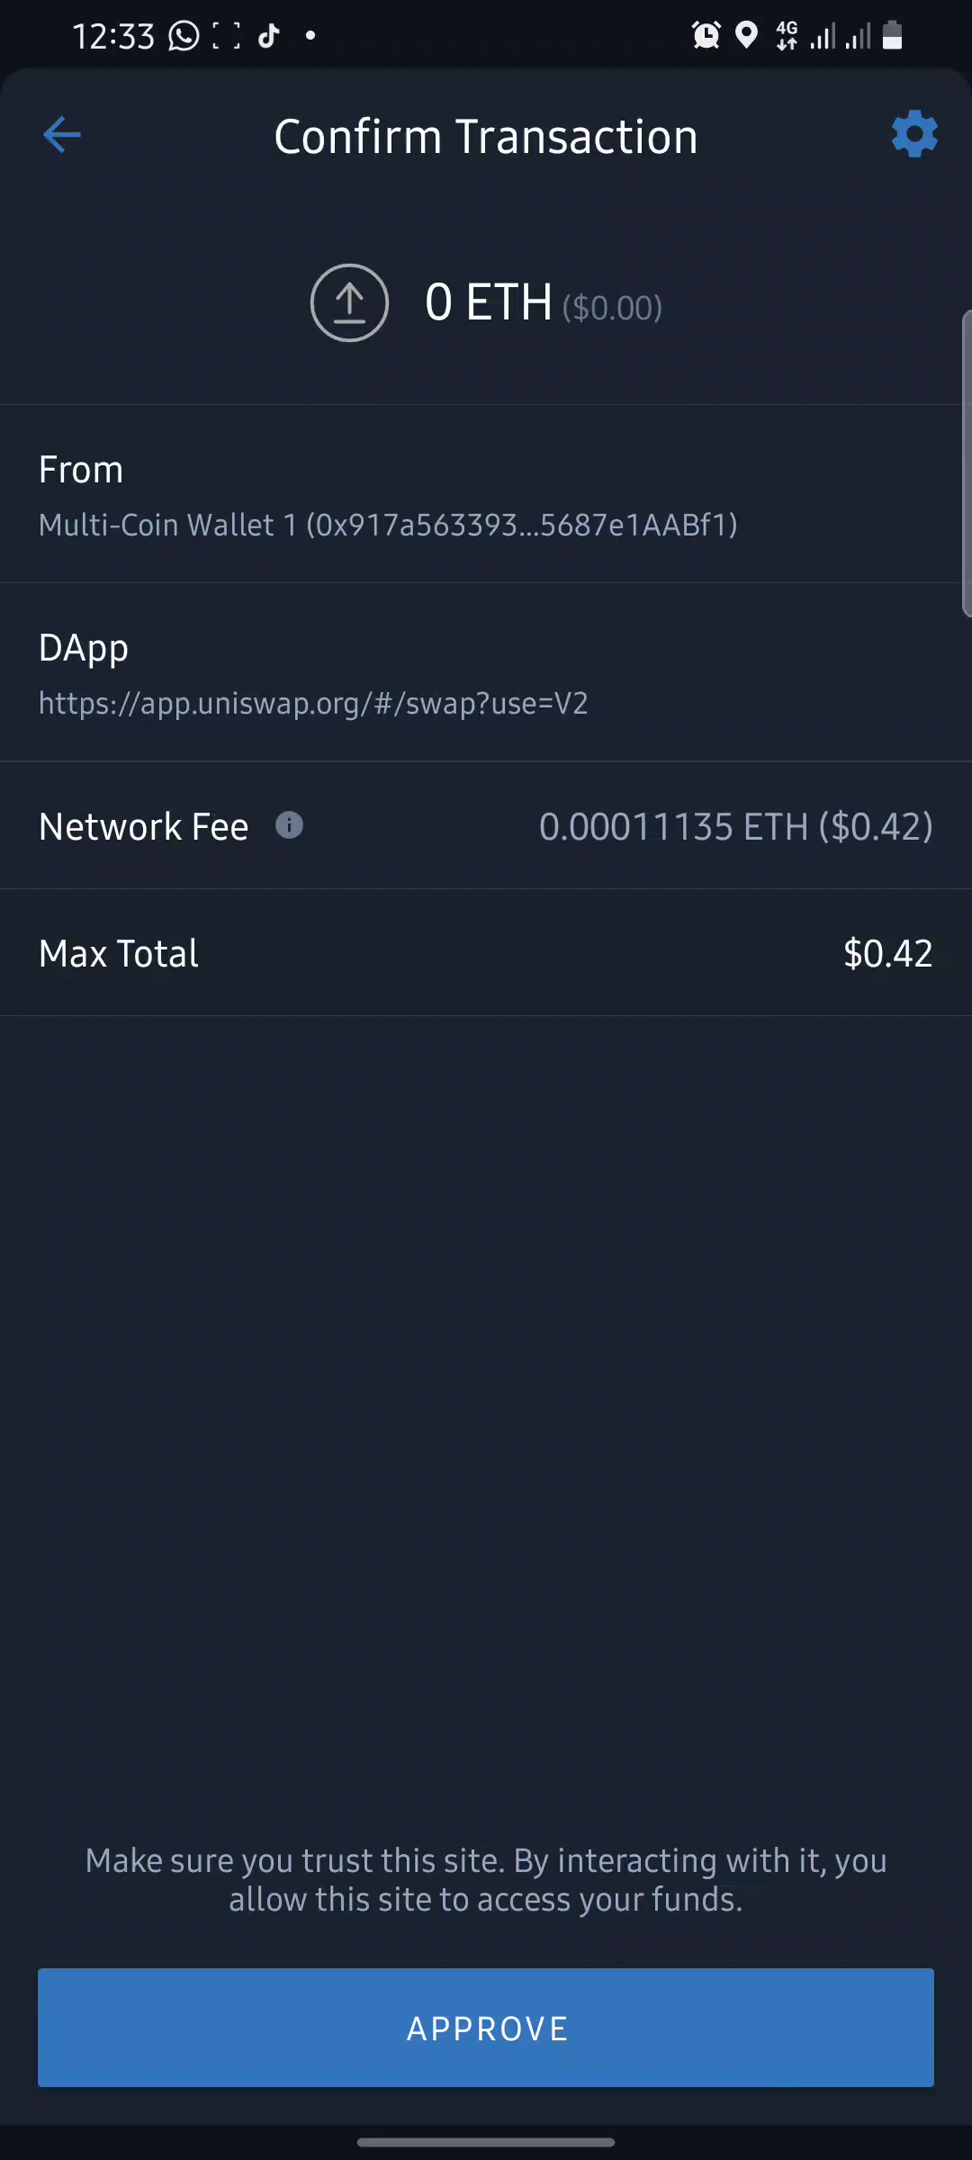 12:33 4G
Confirm Transaction
0 ETH ($0.00)
From
Multi-Coin Wallet 1 (0x917a563393...5687e1AABf1)
DApp
https://app.uniswap.org/#/swap?use=V2
Network Fee 0.00011135 ETH ($0.42)
Max Total $0.42
Make sure you trust this site. By interacting with it, you
allow this site to access your funds.
APPROVE